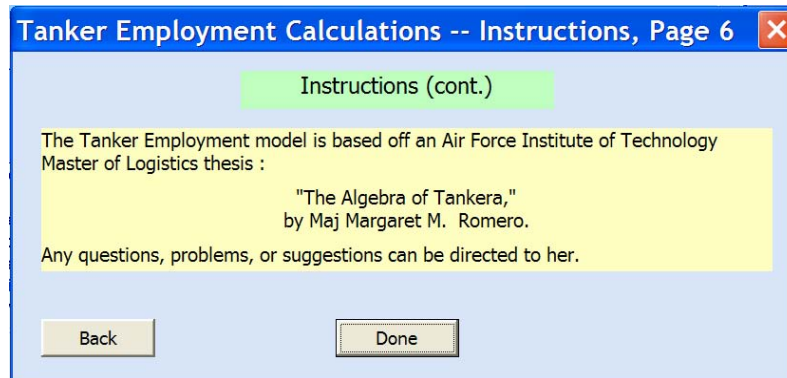 Tanker Employment Calculations -- Instructions, Page 6
Instructions (cont.)
The Tanker Employment model is based off an Air Force Institute of Technology
Master of Logistics thesis :
"The Algebra of Tankera,"
by Maj Margaret M. Romero.
Any questions, problems, or suggestions can be directed to her.
Back
Done